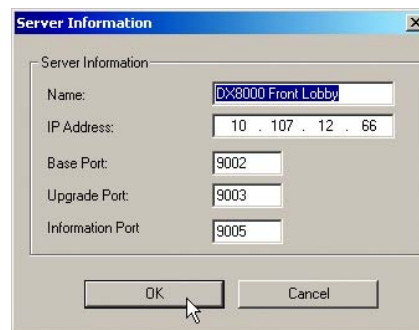 Server Information
Server Information
Name: DX8000 Front Lobby
IP Address: 10 . 107 . 12 . 66
Base Port: 9002
Upgrade Port: 9003
Information Port 9005
OK Cancel